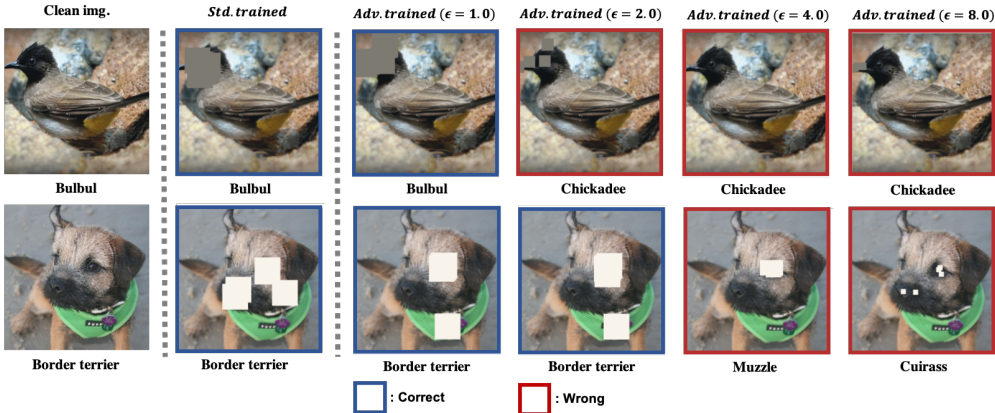 Clean img. Std.trained Adv.trained (ϵ = 1.0) Adv.trained (ϵ = 2.0) Adv.trained (ϵ = 4.0) Adv.trained (ϵ = 8.0)
Bulbul Bulbul Bulbul Chickadee Chickadee Chickadee
Border terrier Border terrier Border terrier Border terrier Muzzle Cuirass
: Correct : Wrong